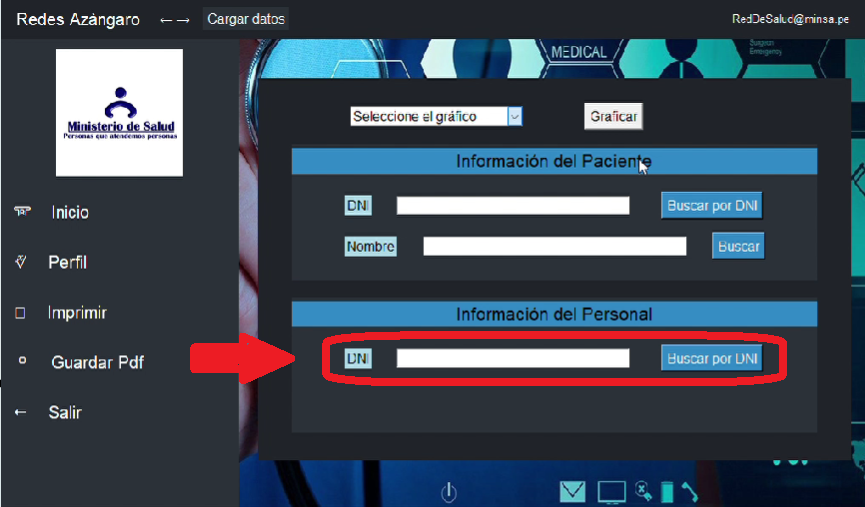 Redes Azángaro ←→ Cargar datos RedDeSalud@minsa.pe
MEDICAL
Surgeon
Emergency
Ministerio de Salud
Personas que atendemos personas
Seleccione el gráfico Graficar
Información del Paciente
DNI Buscar por DNI
Nombre Buscar
Información del Personal
DNI Buscar por DNI
Inicio
Perfil
Imprimir
Guardar Pdf
← Salir